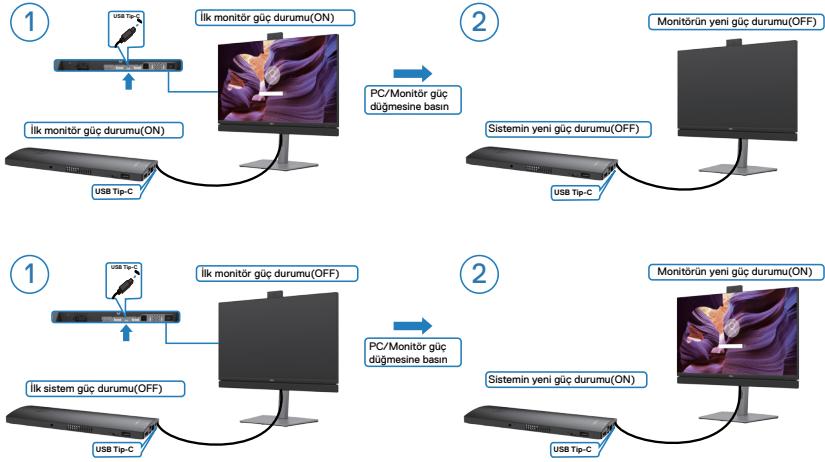 1
USB Tip-C
İlk monitör güç durumu(ON)
İlk monitör güç durumu(ON)
USB Tip-C
PC/Monitör güç
düğmesine basın
2
Monitörün yeni güç durumu(OFF)
Sistemin yeni güç durumu(OFF)
USB Tip-C
1
USB Tip-C
İlk monitör güç durumu(OFF)
İlk sistem güç durumu(OFF)
USB Tip-C
PC/Monitör güç
düğmesine basın
2
Monitörün yeni güç durumu(ON)
Sistemin yeni güç durumu(ON)
USB Tip-C